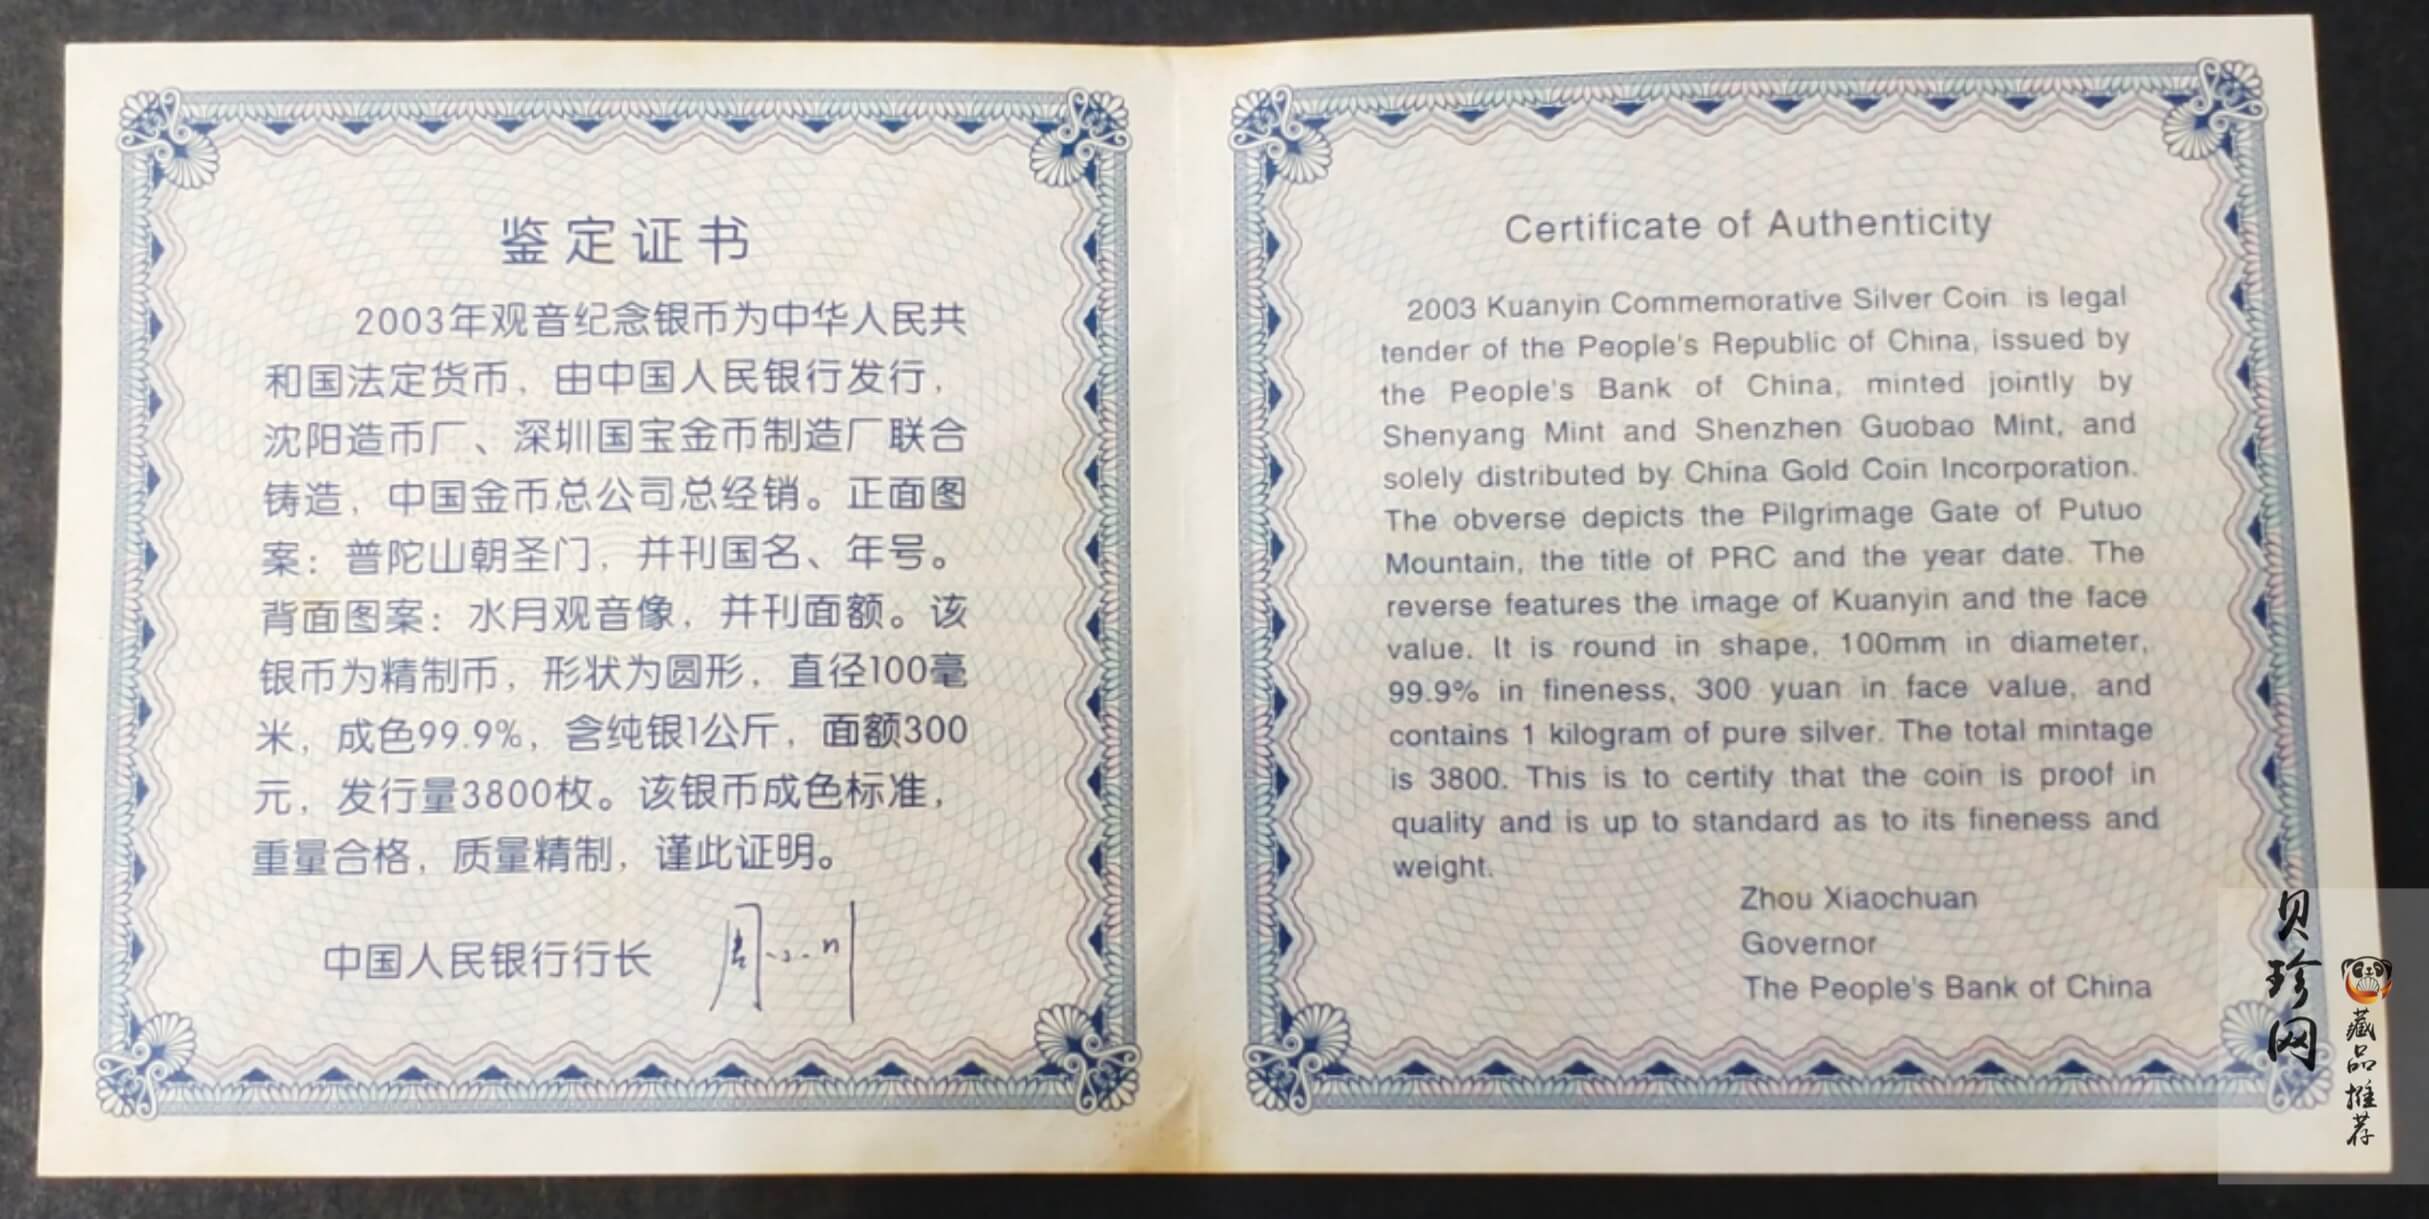 鉴定证书
2003年观音纪念银币为中华人民共
和国法定货币，由中国人民银行发行，
沈阳造币厂、深圳国宝金币制造厂联合
铸造，中国金币总公司总经销。正面图
案：普陀山朝圣门，并刊国名、年号。
背面图案：水月观音像，并刊面额。该
银币为精制币，形状为圆形，直径100毫
米，成色99.9%，含纯银1公斤，面额300
元，发行量3800枚。该银币成色标准，
重量合格，质量精制，谨此证明。
中国人民银行行长 周小川
Certificate of Authenticity
2003 Kuanyin Commemorative Silver Coin is legal
tender of the People's Republic of China, issued by
the People's Bank of China, minted jointly by
Shenyang Mint and Shenzhen Guobao Mint, and
solely distributed by China Gold Coin Incorporation.
The obverse depicts the Pilgrimage Gate of Putuo
Mountain, the title of PRC and the year date. The
reverse features the image of Kuanyin and the face
value. It is round in shape, 100mm in diameter,
99.9% in fineness, 300 yuan in face value, and
contains 1 kilogram of pure silver. The total mintage
is 3800. This is to certify that the coin is proof in
quality and is up to standard as to its fineness and
weight.
Zhou Xiaochuan
Governor
The People's Bank of China
贝珍网
藏品推荐